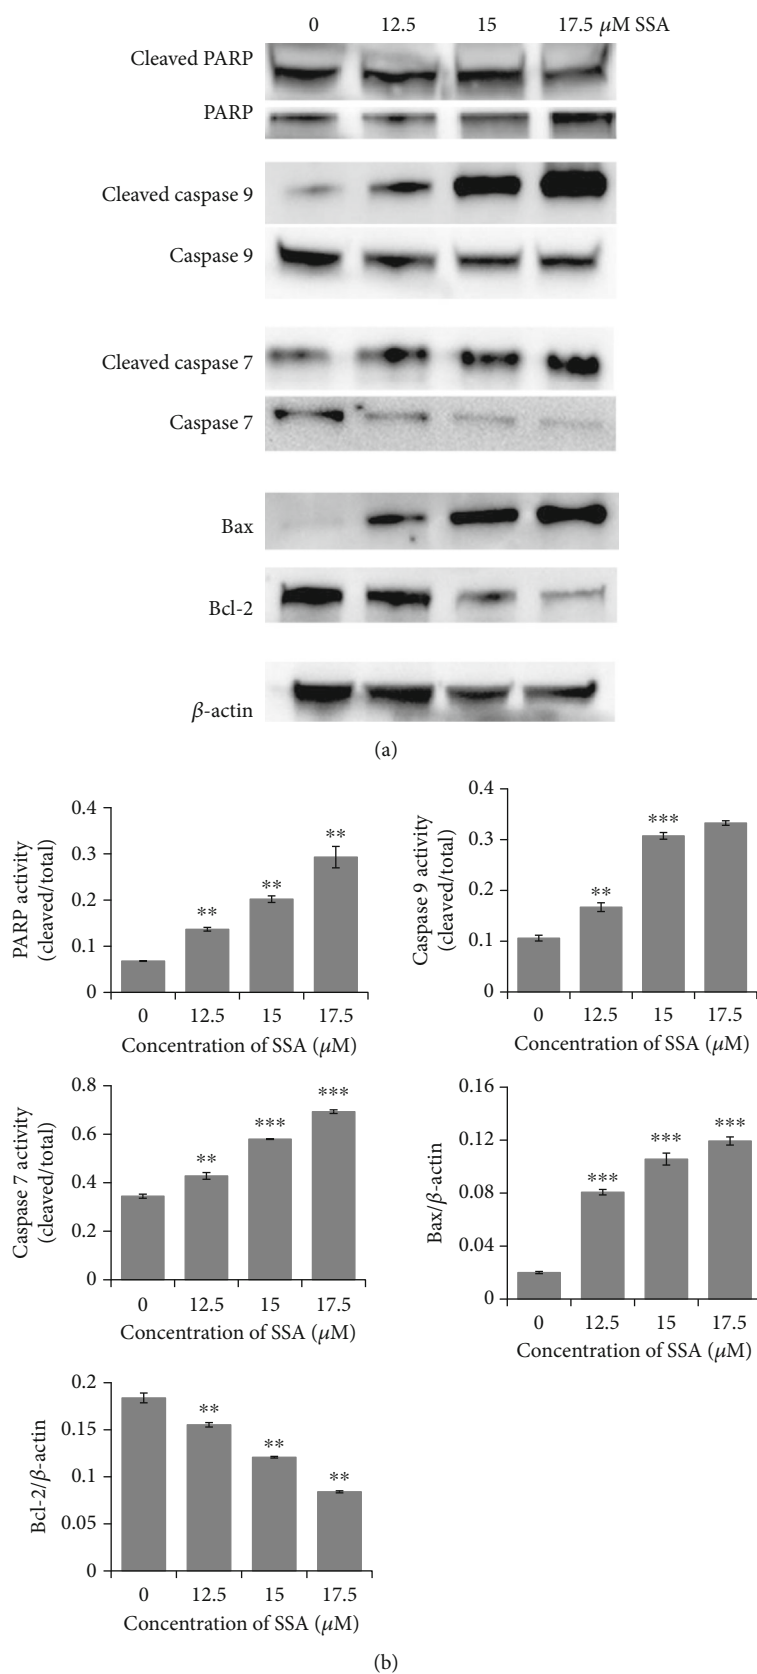 0 12.5 15 17.5 μM SSA
Cleaved PARP
PARP
Cleaved caspase 9
Caspase 9
Cleaved caspase 7
Caspase 7
Bax
Bcl-2
β-actin
(a)
PARP activity
(cleaved/total)
0.4
0.3
0.2
0.1
0
** ** **
0 12.5 15 17.5
Concentration of SSA (μM)
Caspase 9 activity
(cleaved/total)
0.4
0.3
0.2
0.1
0
** ***
0 12.5 15 17.5
Concentration of SSA (μM)
Caspase 7 activity
(cleaved/total)
0.8
0.6
0.4
0.2
0
** *** ***
0 12.5 15 17.5
Concentration of SSA (μM)
Bax/β-actin
0.16
0.12
0.08
0.04
0
*** *** ***
0 12.5 15 17.5
Concentration of SSA (μM)
Bcl-2/β-actin
0.2
0.15
0.1
0.05
0
** ** **
0 12.5 15 17.5
Concentration of SSA (μM)
(b)